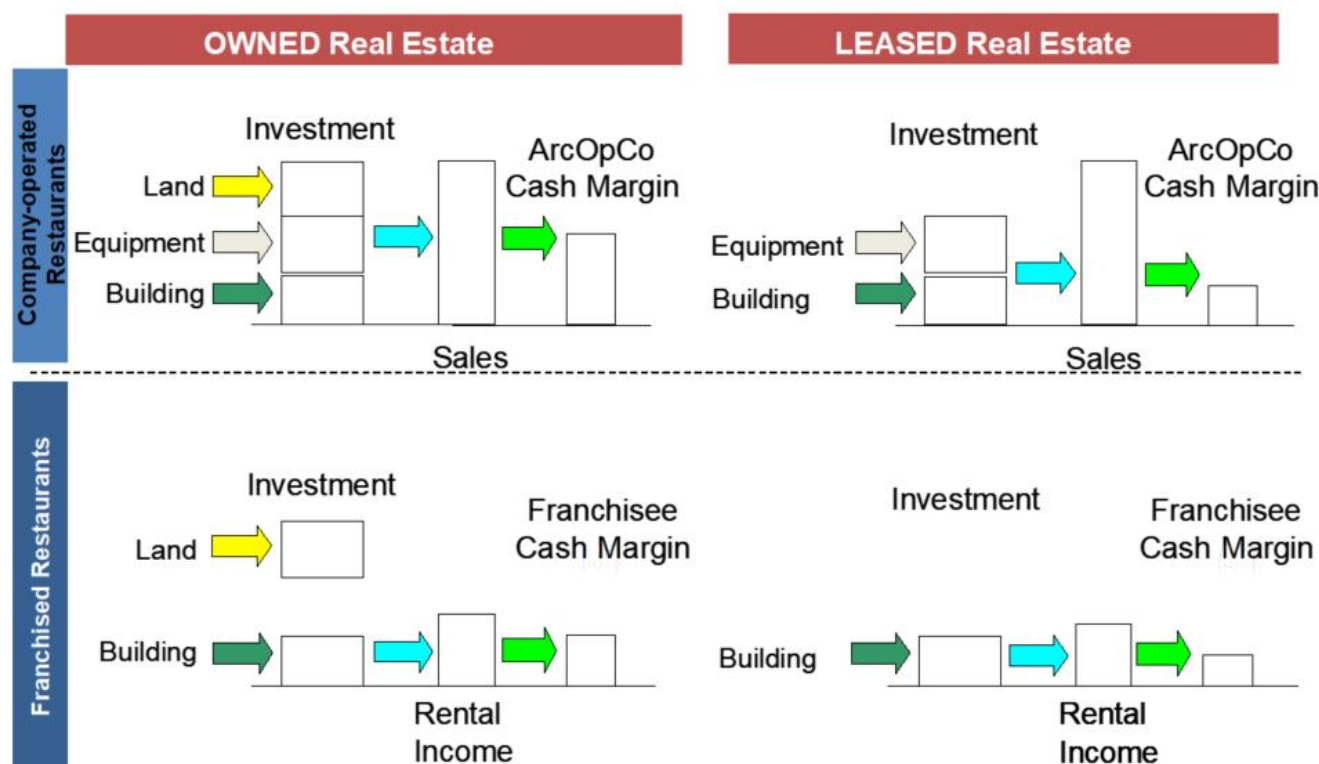 OWNED Real Estate
LEASED Real Estate
Company-operated
Restaurants
Investment
ArcOpCo
Cash Margin
Land
Equipment
Building
Sales
Investment
ArcOpCo
Cash Margin
Equipment
Building
Sales
Franchised Restaurants
Investment
Franchisee
Cash Margin
Land
Building
Rental
Income
Investment
Franchisee
Cash Margin
Building
Rental
Income